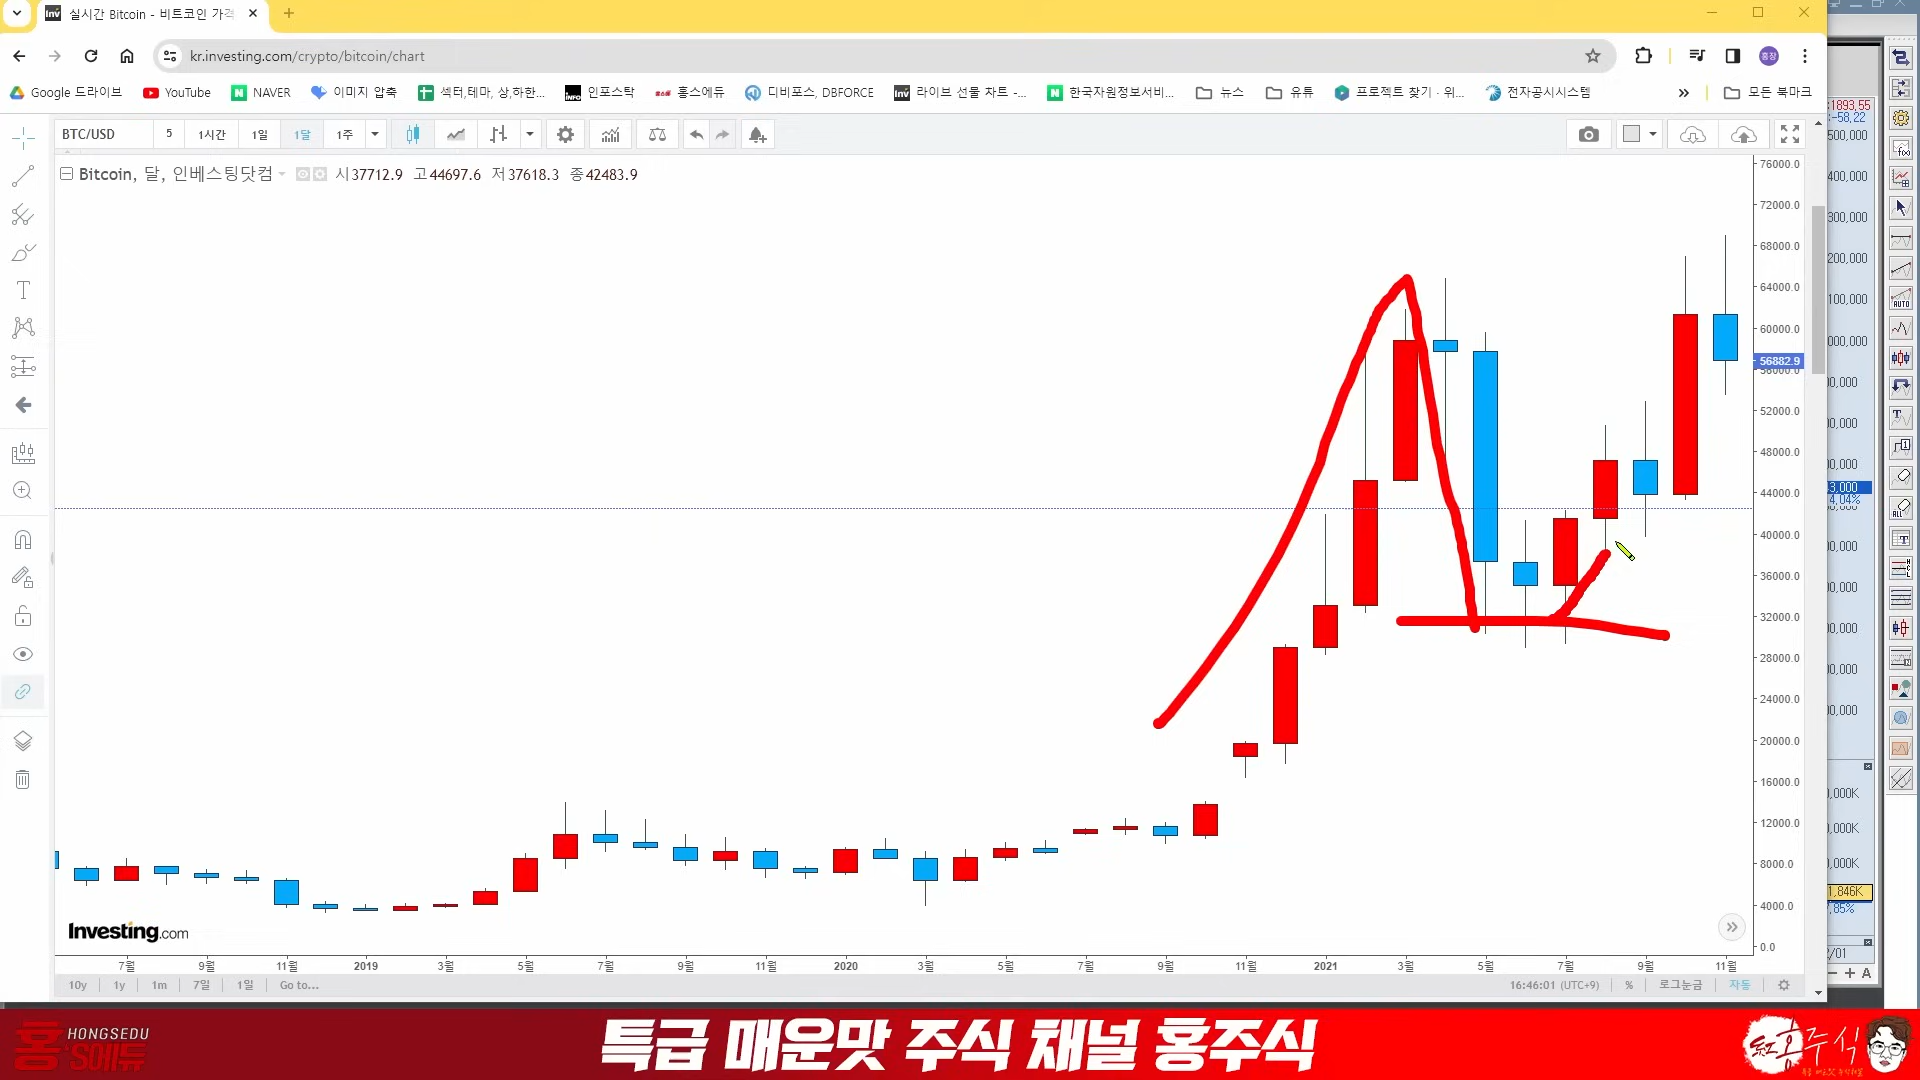 실시간 Bitcoin - 비트코인 가격
kr.investing.com/crypto/bitcoin/chart
Google 드라이브 YouTube NAVER 이미지 압축 섹터,테마, 상,하한... 인포스탁 홍스에듀 디비포스, DBFORCE 라이브 선물 차트 -... 한국자원정보서비... 뉴스 유류 프로젝트 찾기 · 위... 전자공시시스템 » 모든 북마크
BTC/USD 5 1시간 1일 1달 1주
Bitcoin, 달, 인베스팅닷컴 시37712.9 고44697.6 저37618.3 종42483.9
76000.0
72000.0
68000.0
64000.0
60000.0
56882.9
56000.0
52000.0
48000.0
44000.0
40000.0
36000.0
32000.0
28000.0
24000.0
20000.0
16000.0
12000.0
8000.0
4000.0
0.0
Investing.com
7월 9월 11월 2019 3월 5월 7월 9월 11월 2020 3월 5월 7월 9월 11월 2021 3월 5월 7월 9월 11월
10y 1y 1m 7일 1일 Go to... 16:46:01 (UTC+9) % 로그눈금 자동
HONGSEDU
홍'S에듀
특급 매운맛 주식 채널 홍주식